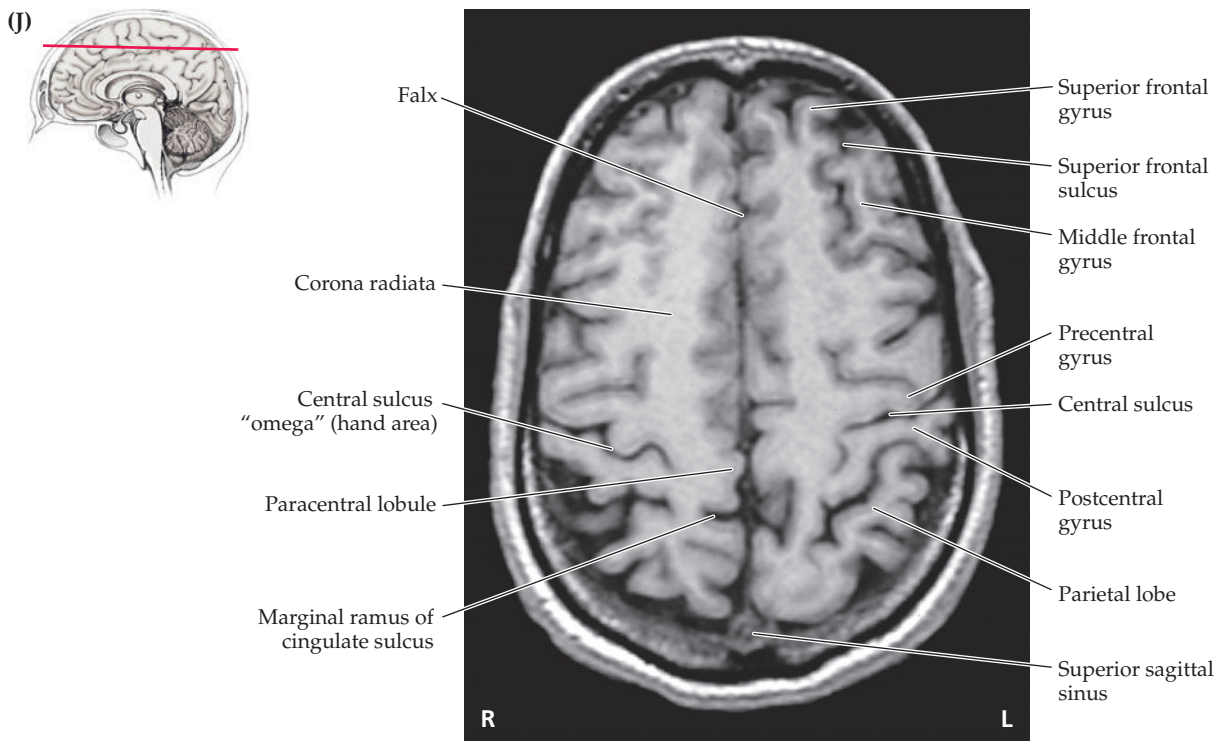 (J)
Falx
Corona radiata
Central sulcus
“omega” (hand area)
Paracentral lobule
Marginal ramus of
cingulate sulcus
Superior frontal
gyrus
Superior frontal
sulcus
Middle frontal
gyrus
Precentral
gyrus
Central sulcus
Postcentral
gyrus
Parietal lobe
Superior sagittal
sinus
R
L